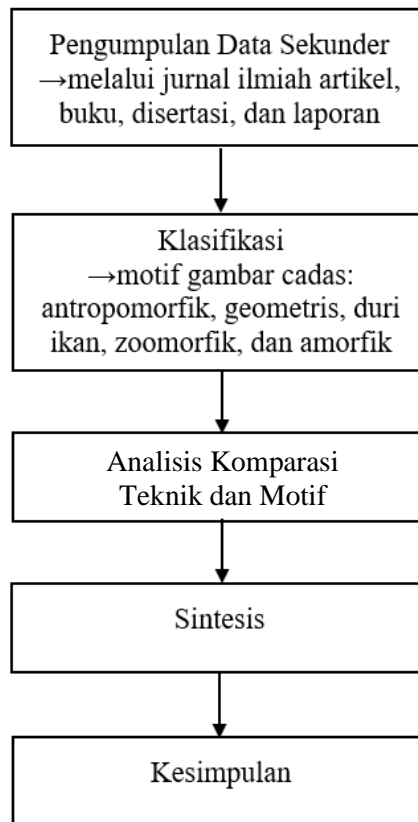 Pengumpulan Data Sekunder
→melalui jurnal ilmiah artikel,
buku, disertasi, dan laporan
Klasifikasi
→motif gambar cadas:
antropomorfik, geometris, duri
ikan, zoomorfik, dan amorfik
Analisis Komparasi
Teknik dan Motif
Sintesis
Kesimpulan